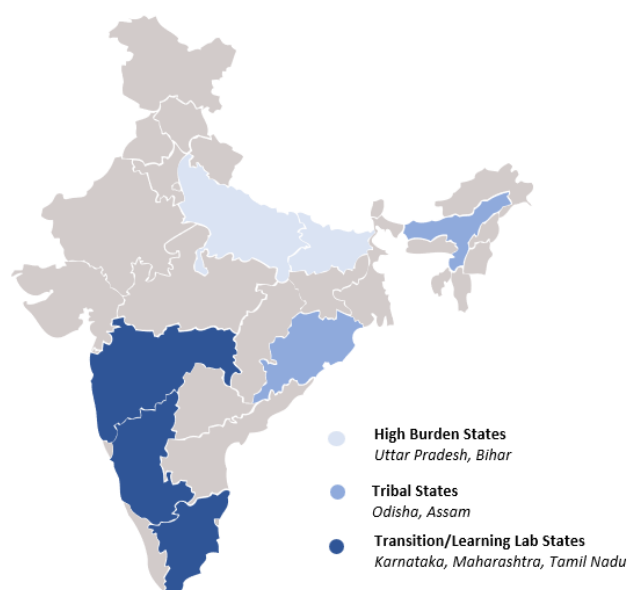 High Burden States
Uttar Pradesh, Bihar
Tribal States
Odisha, Assam
Transition/Learning Lab States
Karnataka, Maharashtra, Tamil Nadu